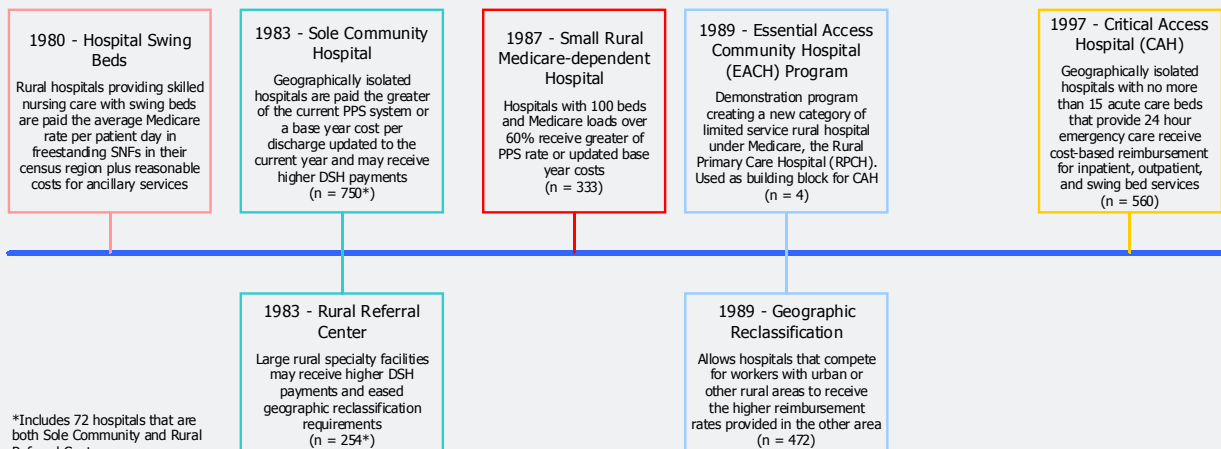 1980 - Hospital Swing
Beds
Rural hospitals providing skilled
nursing care with swing beds
are paid the average Medicare
rate per patient day in
freestanding SNFs in their
census region plus reasonable
costs for ancillary services
1983 - Sole Community
Hospital
Geographically isolated
hospitals are paid the greater
of the current PPS system or
a base year cost per
discharge updated to the
current year and may receive
higher DSH payments
(n = 750*)
1987 - Small Rural
Medicare-dependent
Hospital
Hospitals with 100 beds
and Medicare loads over
60% receive greater of
PPS rate or updated base
year costs
(n = 333)
1989 - Essential Access
Community Hospital
(EACH) Program
Demonstration program
creating a new category of
limited service rural hospital
under Medicare, the Rural
Primary Care Hospital (RPCH).
Used as building block for CAH
(n = 4)
1997 - Critical Access
Hospital (CAH)
Geographically isolated
hospitals with no more
than 15 acute care beds
that provide 24 hour
emergency care receive
cost-based reimbursement
for inpatient, outpatient,
and swing bed services
(n = 560)
1983 - Rural Referral
Center
Large rural specialty facilities
may receive higher DSH
payments and eased
geographic reclassification
requirements
(n = 254*)
1989 - Geographic
Reclassification
Allows hospitals that compete
for workers with urban or
other rural areas to receive
the higher reimbursement
rates provided in the other area
(n = 472)
*Includes 72 hospitals that are
both Sole Community and Rural